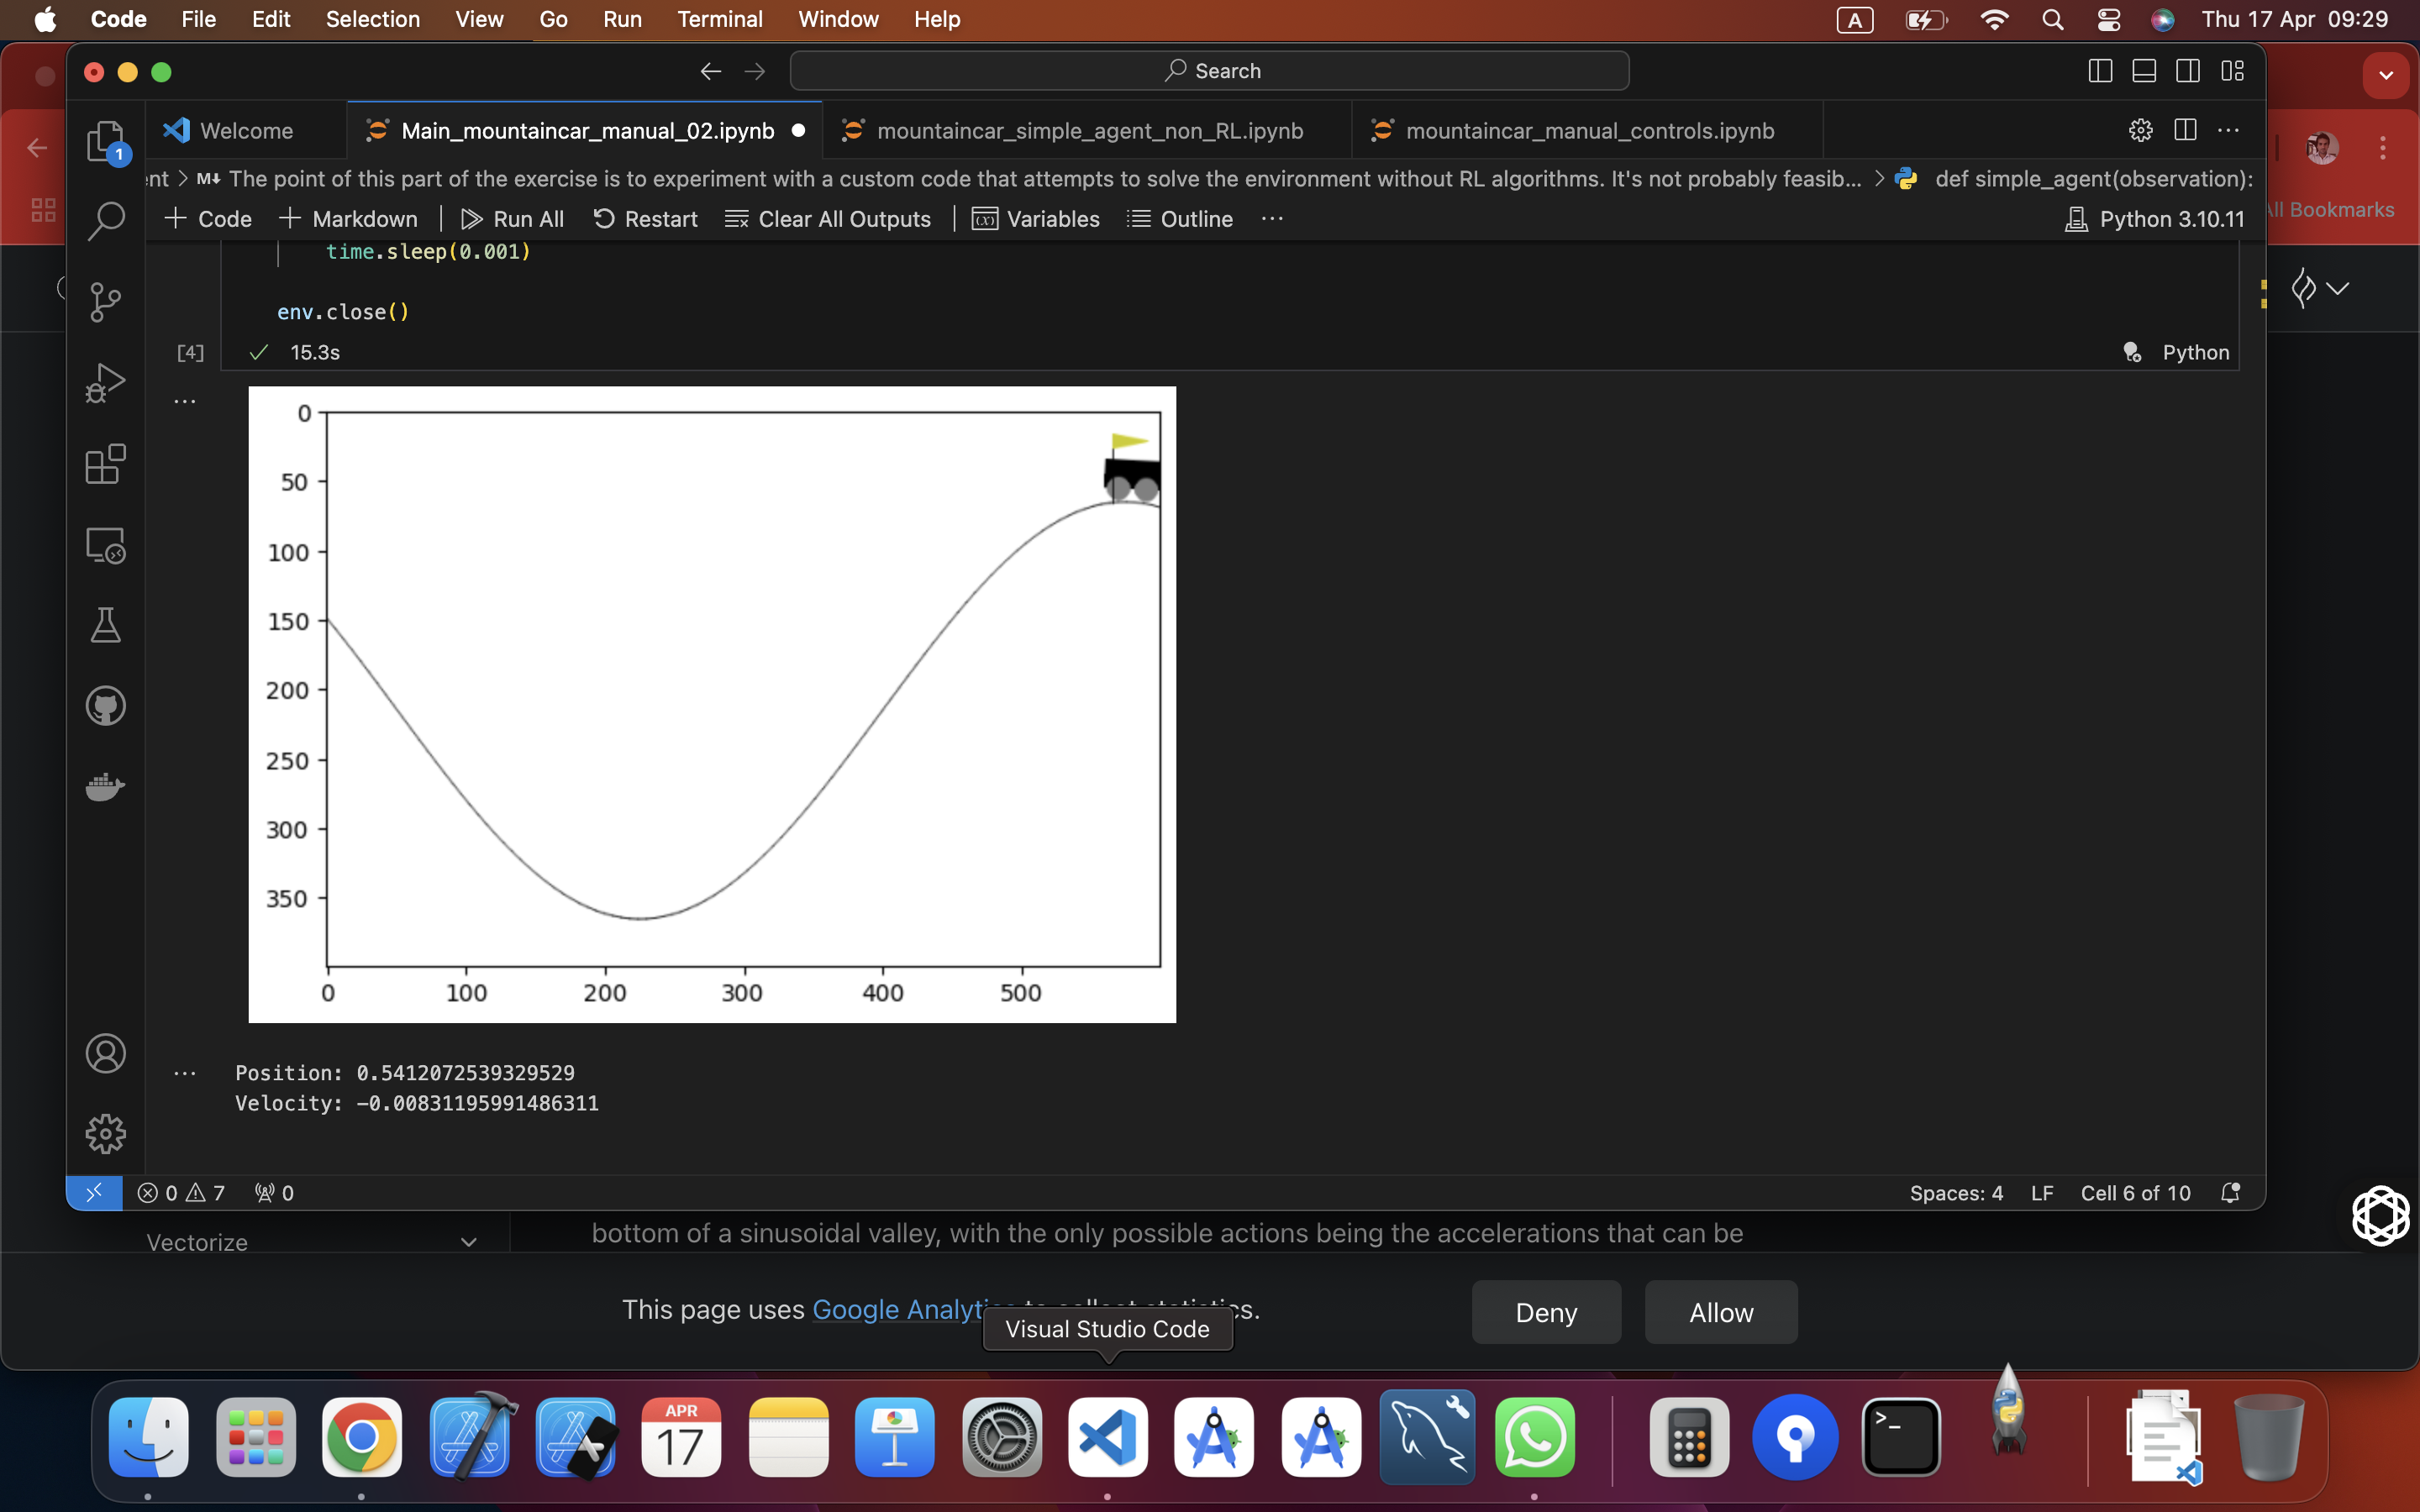 Code File Edit Selection View Go Run Terminal Window Help A Thu 17 Apr 09:29
Search
Welcome Main_mountaincar_manual_02.ipynb mountaincar_simple_agent_non_RL.ipynb mountaincar_manual_controls.ipynb
nt > M↓ The point of this part of the exercise is to experiment with a custom code that attempts to solve the environment without RL algorithms. It's not probably feasib... > def simple_agent(observation):
+ Code + Markdown Run All Restart Clear All Outputs Variables Outline ... Python 3.10.11
ll Bookmarks
time.sleep(0.001)
env.close()
[4] 15.3s Python
0
50
100
150
200
250
300
350
0 100 200 300 400 500
Position: 0.5412072539329529
Velocity: -0.00831195991486311
0 7 0 Spaces: 4 LF Cell 6 of 10
1
Vectorize
bottom of a sinusoidal valley, with the only possible actions being the accelerations that can be
This page uses Google Analytics to collect statistics.
Deny Allow
Visual Studio Code
APR
17
>_